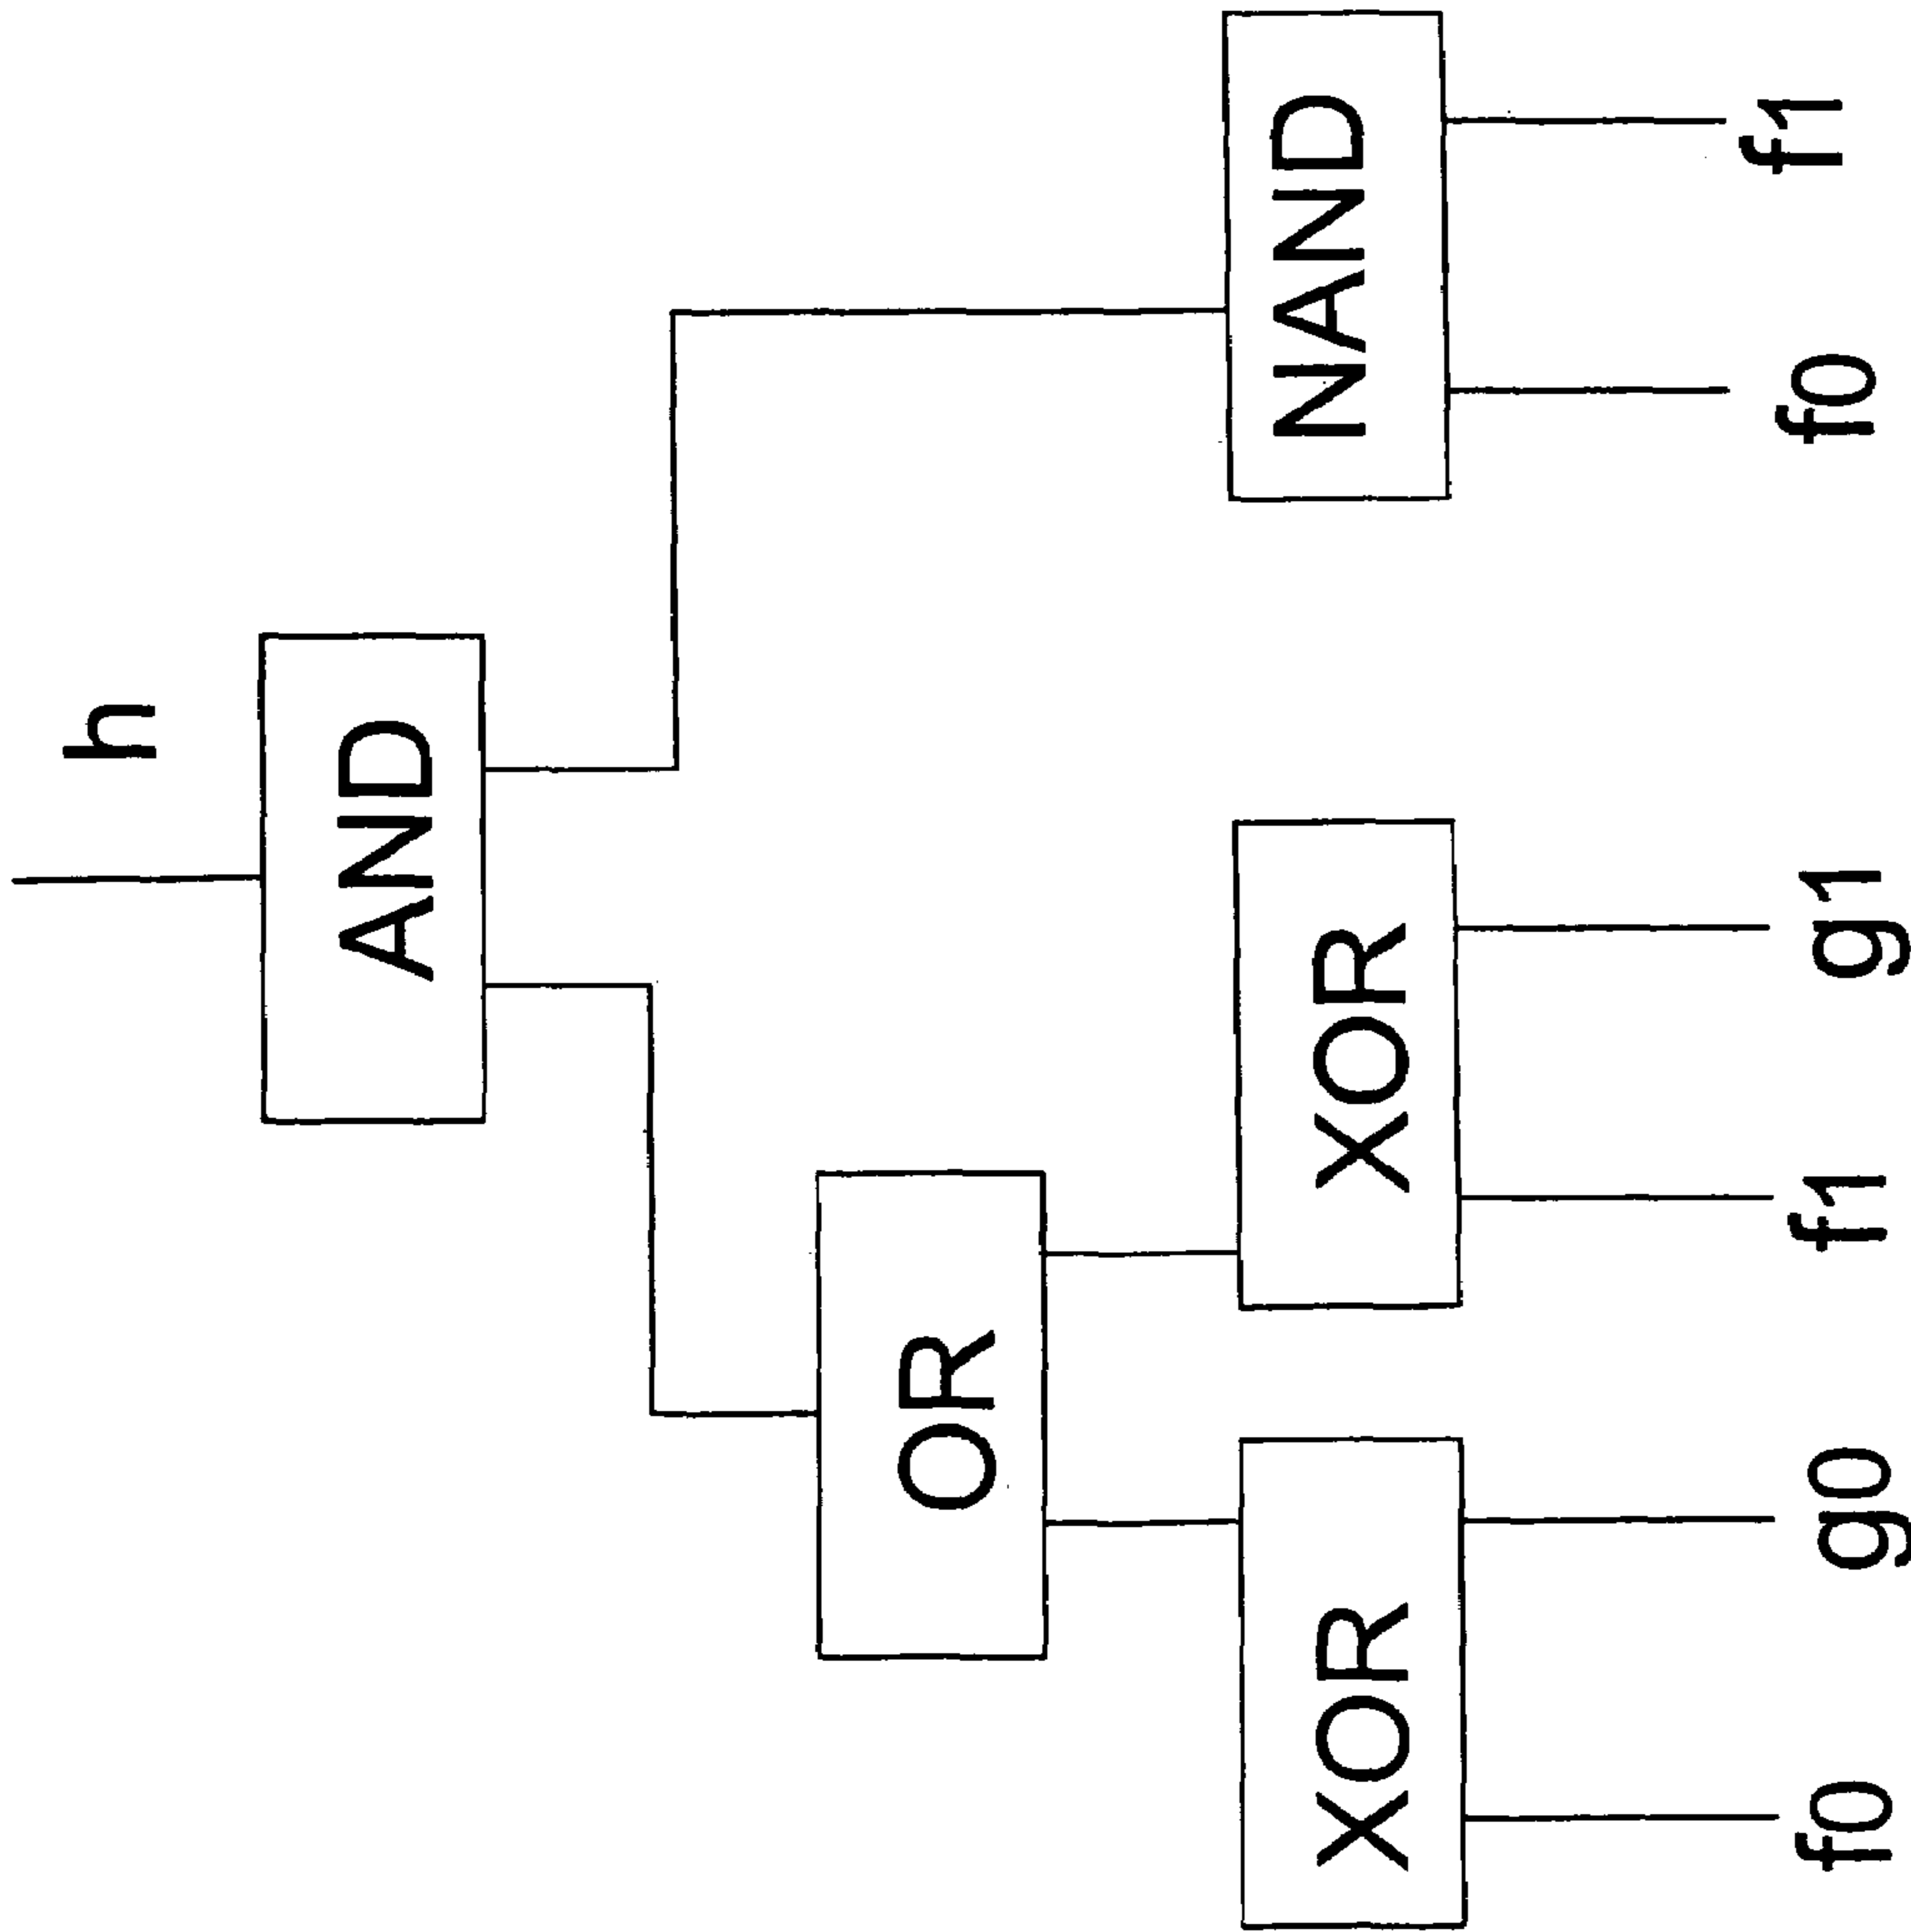 h
AND
OR
XOR XOR NAND
f0 g0 f1 g1 f0 f1